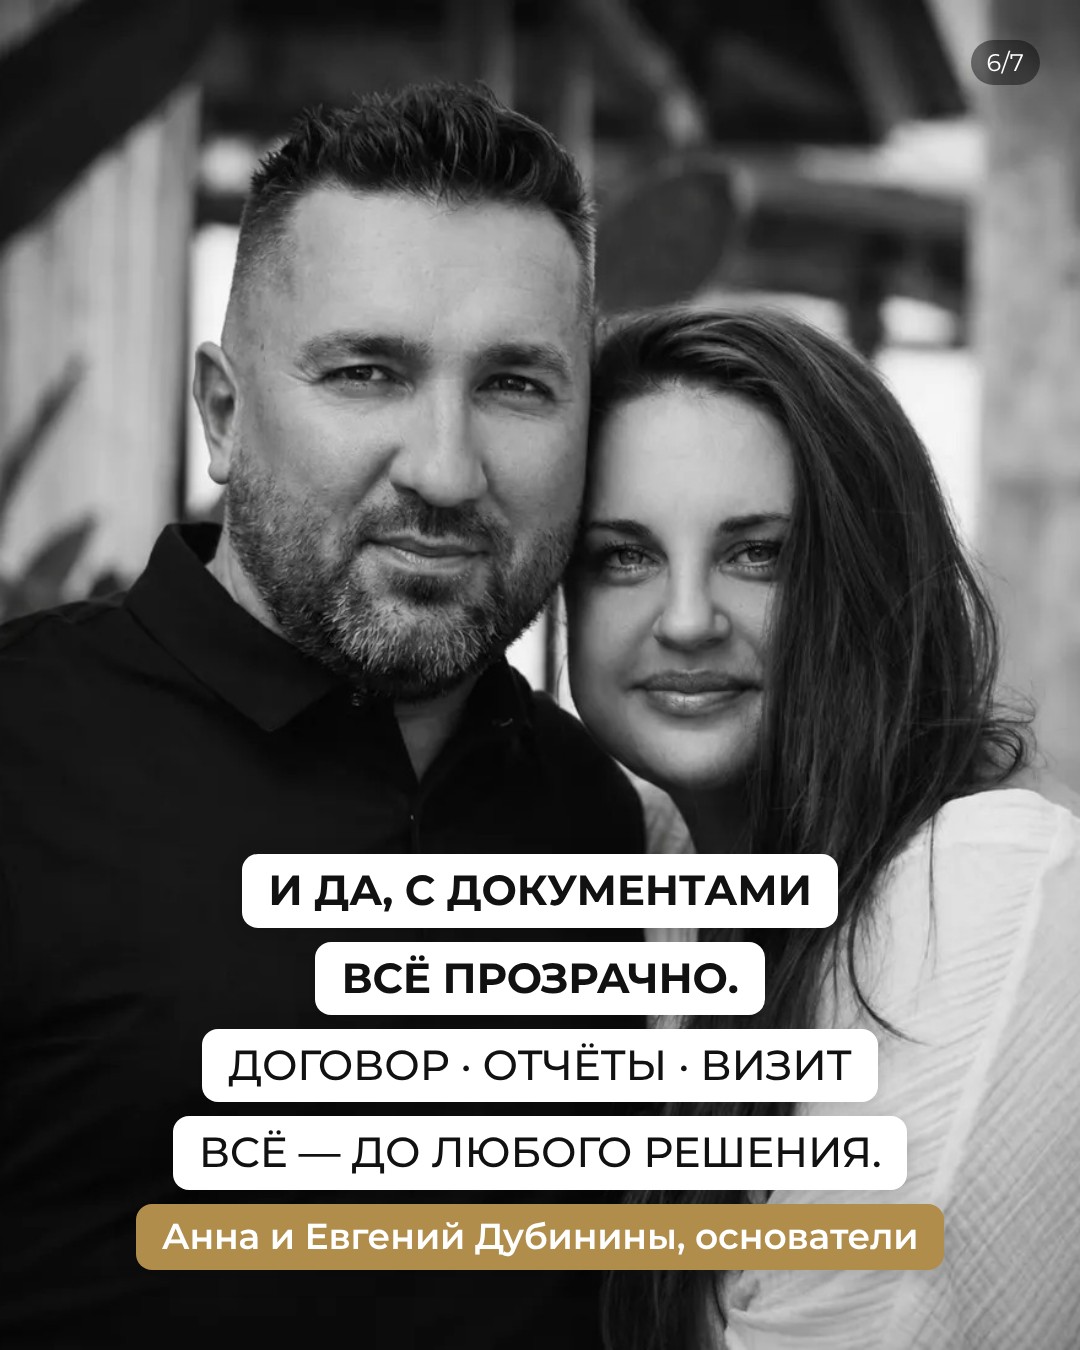 6/7
И ДА, С ДОКУМЕНТАМИ
ВСЁ ПРОЗРАЧНО.
ДОГОВОР · ОТЧЁТЫ · ВИЗИТ
ВСЁ — ДО ЛЮБОГО РЕШЕНИЯ.
Анна и Евгений Дубинины, основатели